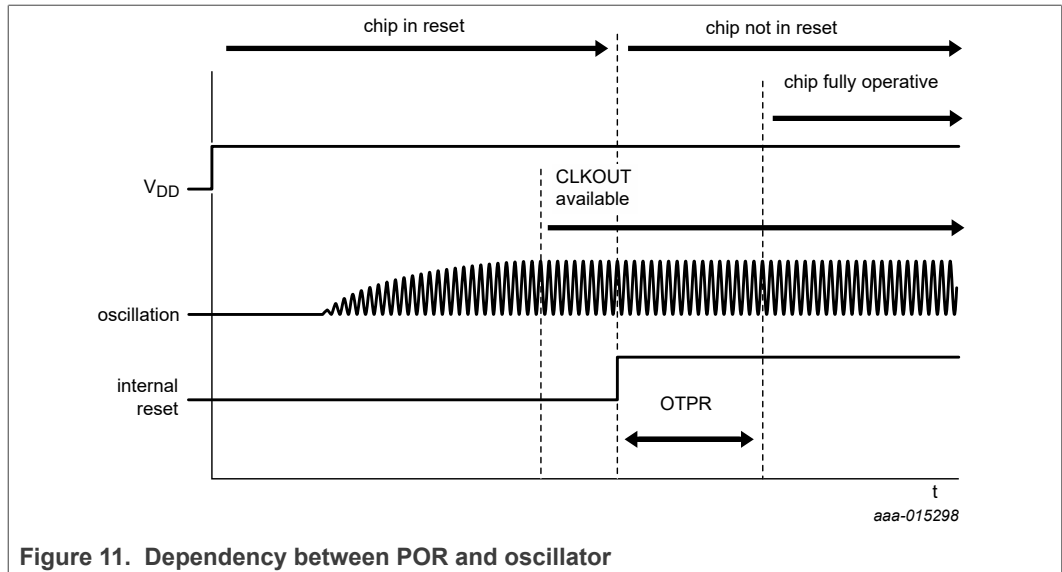 chip in reset
chip not in reset
chip fully operative
VDD
CLKOUT
available
oscillation
internal
reset
OTPR
t
aaa-015298
Figure 11. Dependency between POR and oscillator